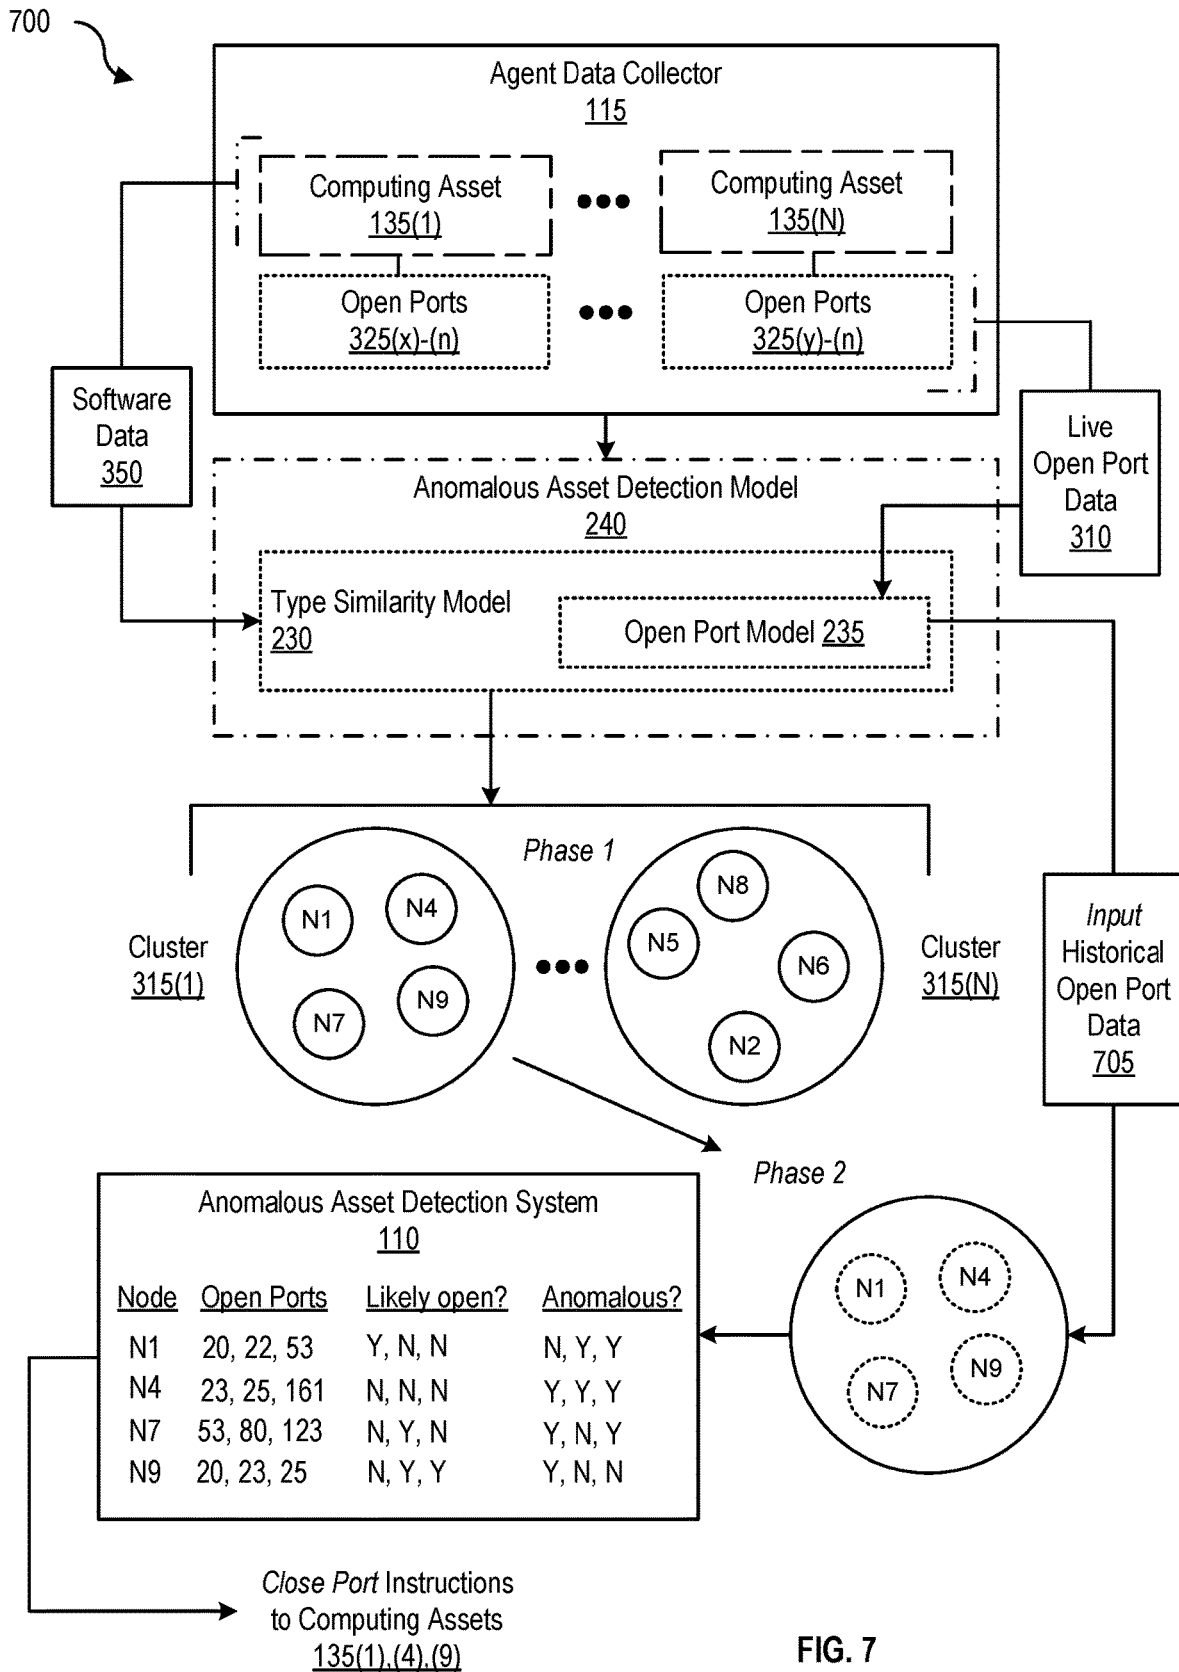 700
Agent Data Collector
115
Computing Asset
135(1)
Computing Asset
135(N)
Open Ports
325(x)-(n)
Open Ports
325(y)-(n)
Software
Data
350
Live
Open Port
Data
310
Anomalous Asset Detection Model
240
Type Similarity Model
230
Open Port Model 235
Phase 1
N1
N4
N7
N9
N8
N5
N6
N2
Cluster
315(1)
Cluster
315(N)
Input
Historical
Open Port
Data
705
Phase 2
N1
N4
N7
N9
Anomalous Asset Detection System
110
Node Open Ports Likely open? Anomalous?
N1 20, 22, 53 Y, N, N N, Y, Y
N4 23, 25, 161 N, N, N Y, Y, Y
N7 53, 80, 123 N, Y, N Y, N, Y
N9 20, 23, 25 N, Y, Y Y, N, N
Close Port Instructions
to Computing Assets
135(1),(4),(9)
FIG. 7